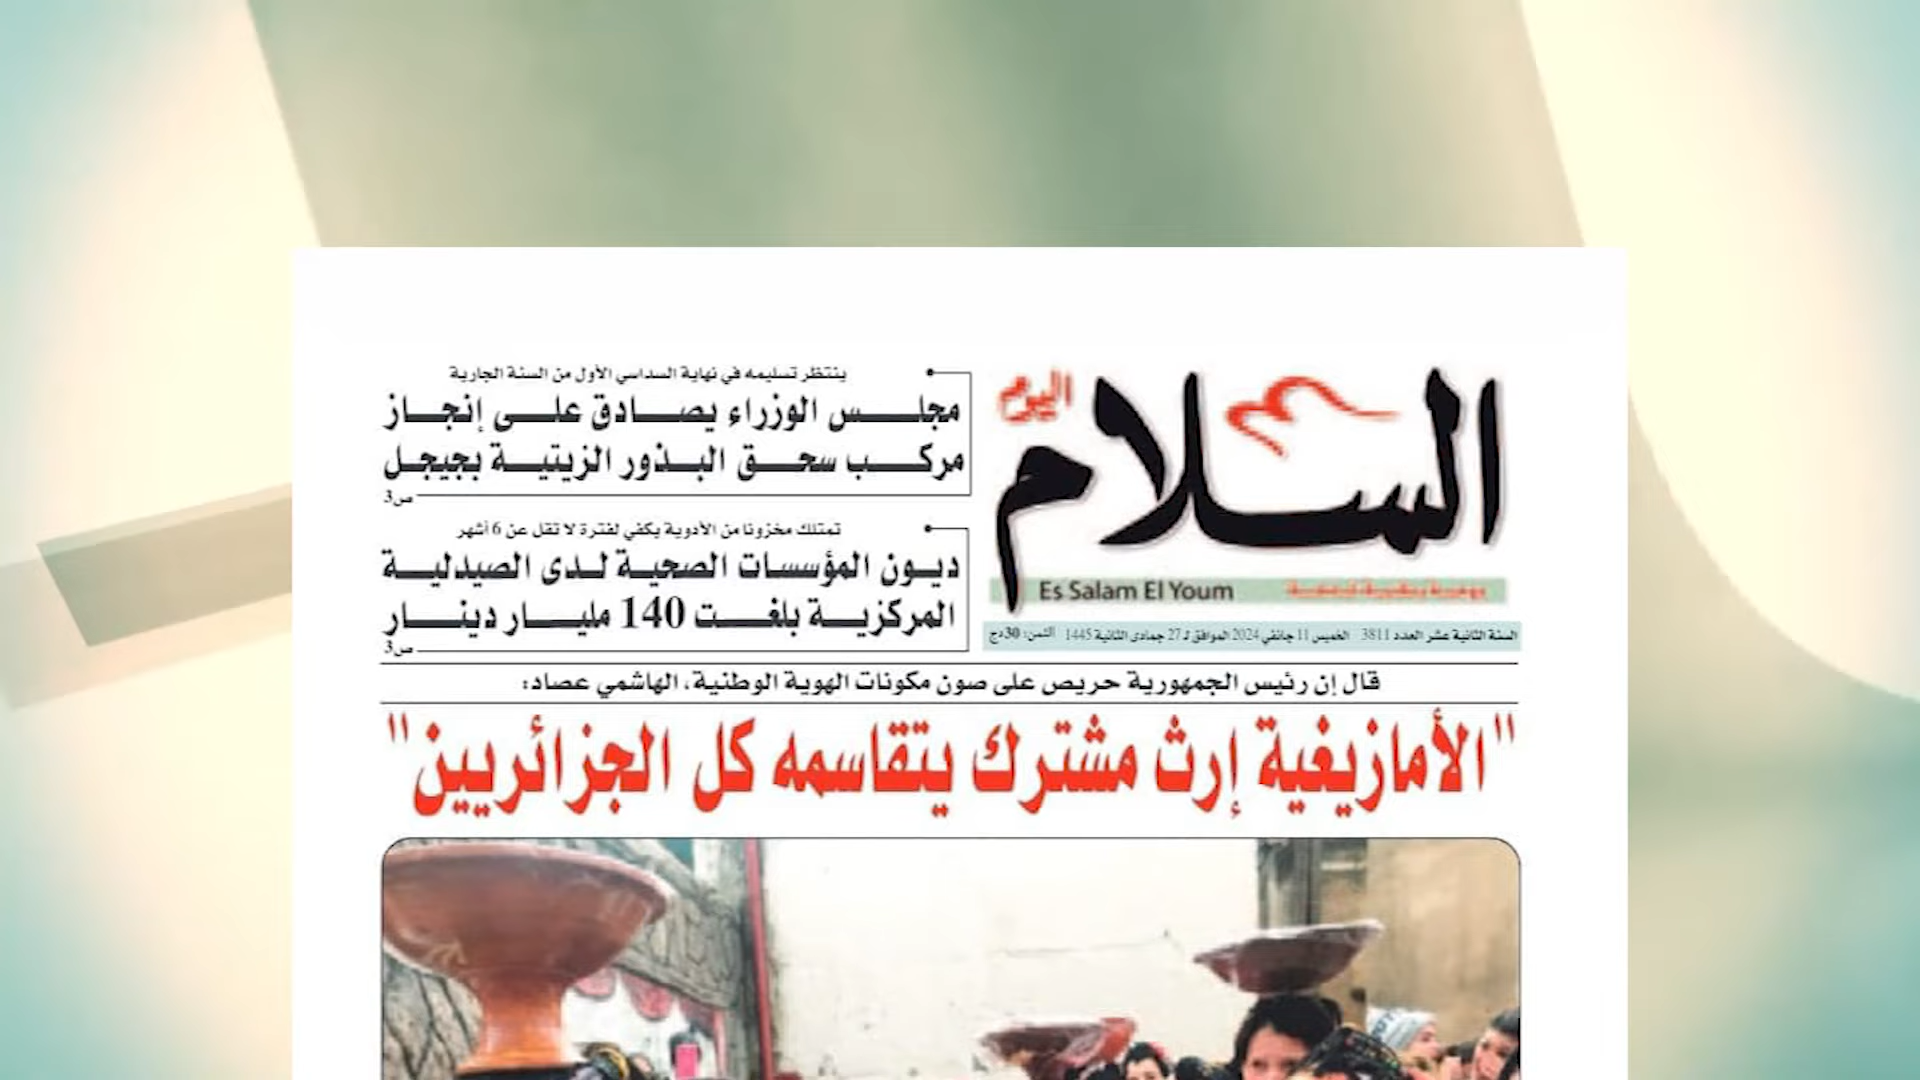 السلام
اليوم
Es Salam El Youm
السنة الثانية عشر العدد 3811 الخميس 11 جانفي 2024 الموافق لـ 27 جمادى الثانية 1445 الثمن: 30 دج
ينتظر تسليمه في نهاية السداسي الأول من السنة الجارية
مجلس الوزراء يصادق على إنجاز
مركب سحق البذور الزيتية بجيجل
ص3
تمتلك مخزونا من الأدوية يكفي لفترة لا تقل عن 6 أشهر
ديون المؤسسات الصحية لدى الصيدلية
المركزية بلغت 140 مليار دينار
ص3
قال إن رئيس الجمهورية حريص على صون مكونات الهوية الوطنية، الهاشمي عصاد:
"الأمازيغية إرث مشترك يتقاسمه كل الجزائريين"